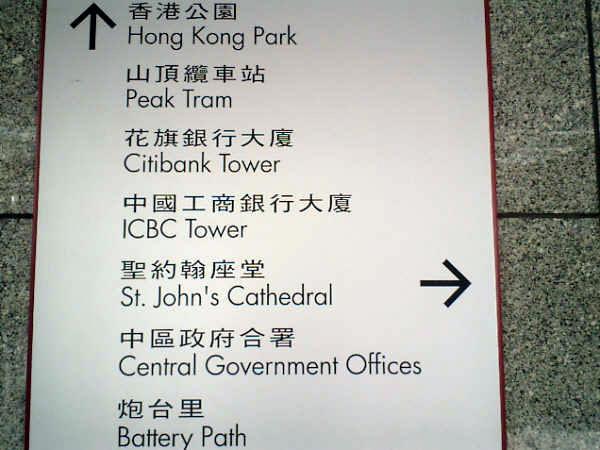 香港公園
Hong Kong Park
山頂纜車站
Peak Tram
花旗銀行大廈
Citibank Tower
中國工商銀行大廈
ICBC Tower
聖約翰座堂
St. John's Cathedral
中區政府合署
Central Government Offices
炮台里
Battery Path